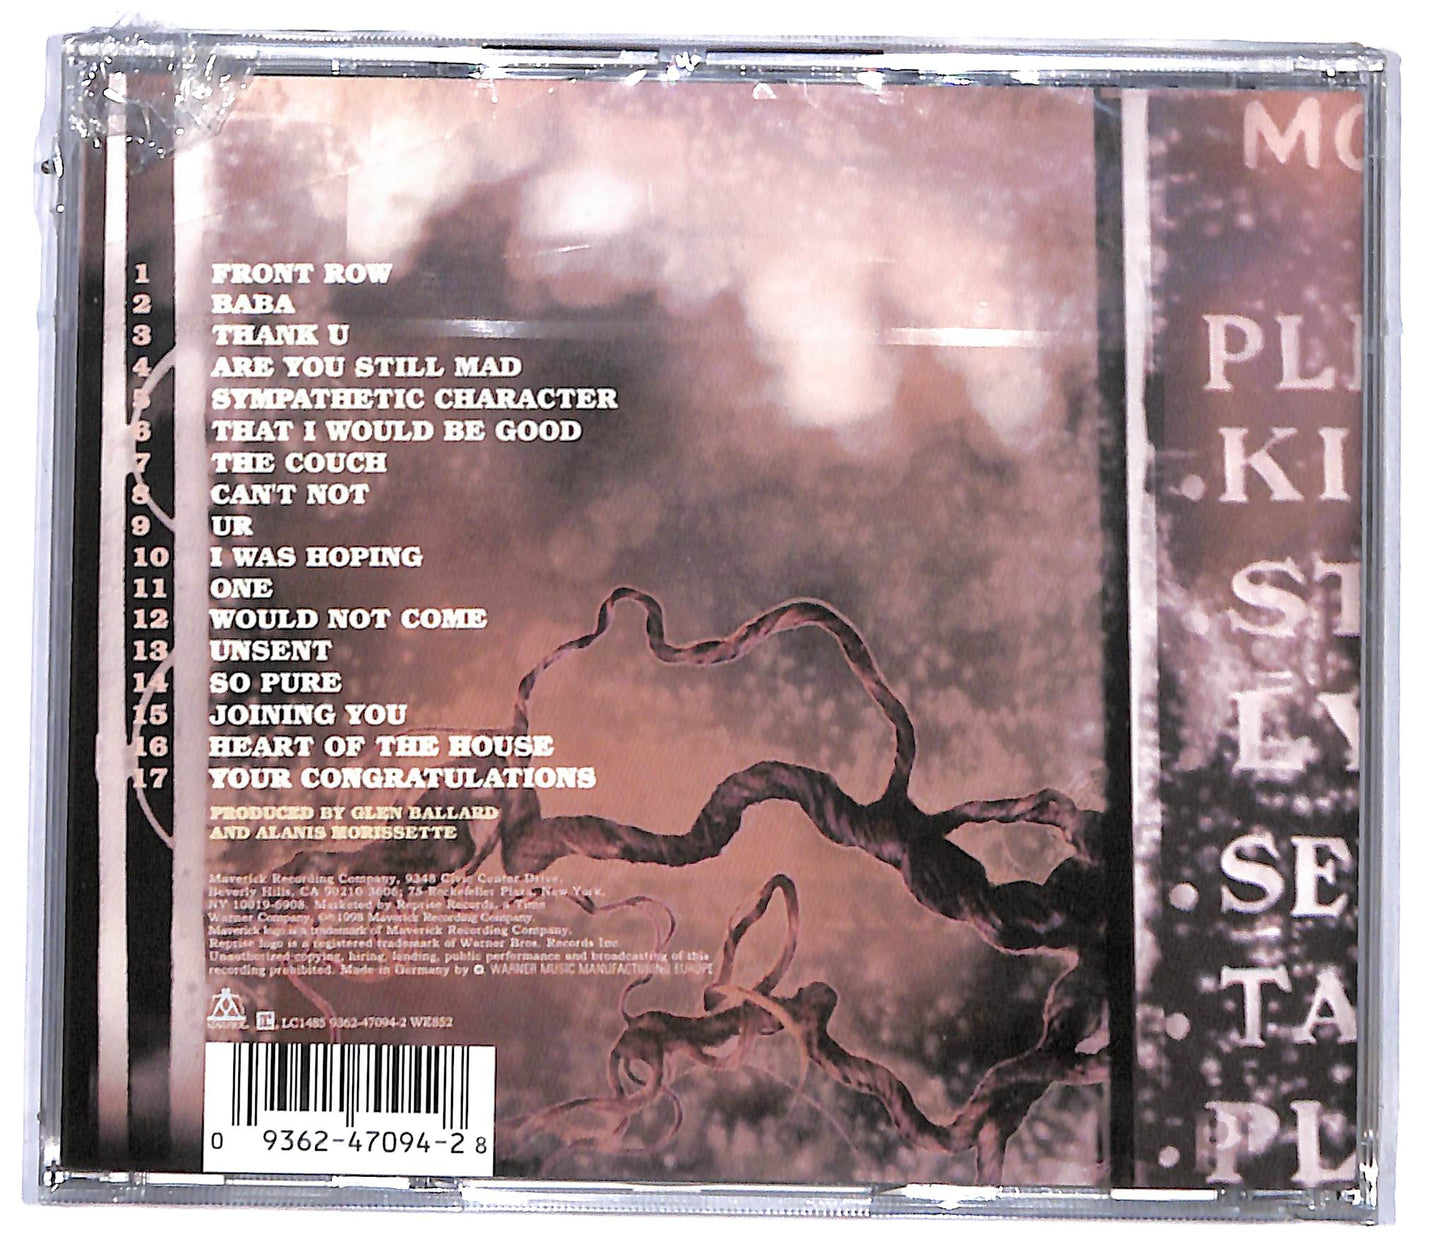 1 FRONT ROW
2 BABA
3 THANK U
4 ARE YOU STILL MAD
5 SYMPATHETIC CHARACTER
6 THAT I WOULD BE GOOD
7 THE COUCH
8 CAN'T NOT
9 UR
10 I WAS HOPING
11 ONE
12 WOULD NOT COME
13 UNSENT
14 SO PURE
15 JOINING YOU
16 HEART OF THE HOUSE
17 YOUR CONGRATULATIONS
PRODUCED BY GLEN BALLARD
AND ALANIS MORISSETTE
Maverick Recording Company, 9348 Civic Center Drive,
Beverly Hills, CA 90210 3606; 75 Rockefeller Plaza, New York,
NY 10019-6908. Marketed by Reprise Records, a Time
Warner Company. ©℗ 1998 Maverick Recording Company.
Maverick logo is a trademark of Maverick Recording Company.
Reprise logo is a registered trademark of Warner Bros. Records Inc.
Unauthorized copying, hiring, lending, public performance and broadcasting of this
recording prohibited. Made in Germany by WARNER MUSIC MANUFACTURING EUROPE
LC1485 9362-47094-2 WE852
0 9362-47094-2 8
MO
PLE
.KI
.ST
EV
.SE
.TA
.PL